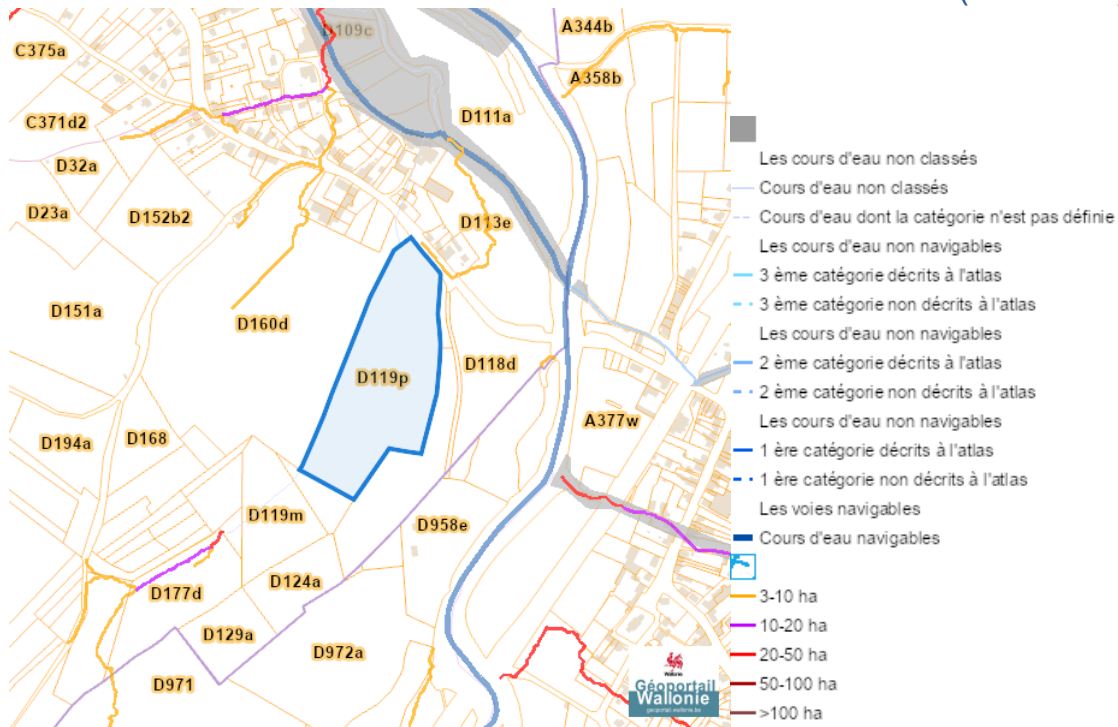 (
D109c
A344b
C375a
A358b
C371d2
D111a
D32a
D23a
D152b2
D113e
D151a
D160d
D118d
D119p
A377w
D194a
D168
D119m
D958e
D177d
D124a
D129a
D972a
D971
Wallonie
Géoportail
Wallonie
geoportail.wallonie.be
Les cours d'eau non classés
Cours d'eau non classés
Cours d'eau dont la catégorie n'est pas définie
Les cours d'eau non navigables
3 ème catégorie décrits à l'atlas
3 ème catégorie non décrits à l'atlas
Les cours d'eau non navigables
2 ème catégorie décrits à l'atlas
2 ème catégorie non décrits à l'atlas
Les cours d'eau non navigables
1 ère catégorie décrits à l'atlas
1 ère catégorie non décrits à l'atlas
Les voies navigables
Cours d'eau navigables
3-10 ha
10-20 ha
20-50 ha
50-100 ha
>100 ha